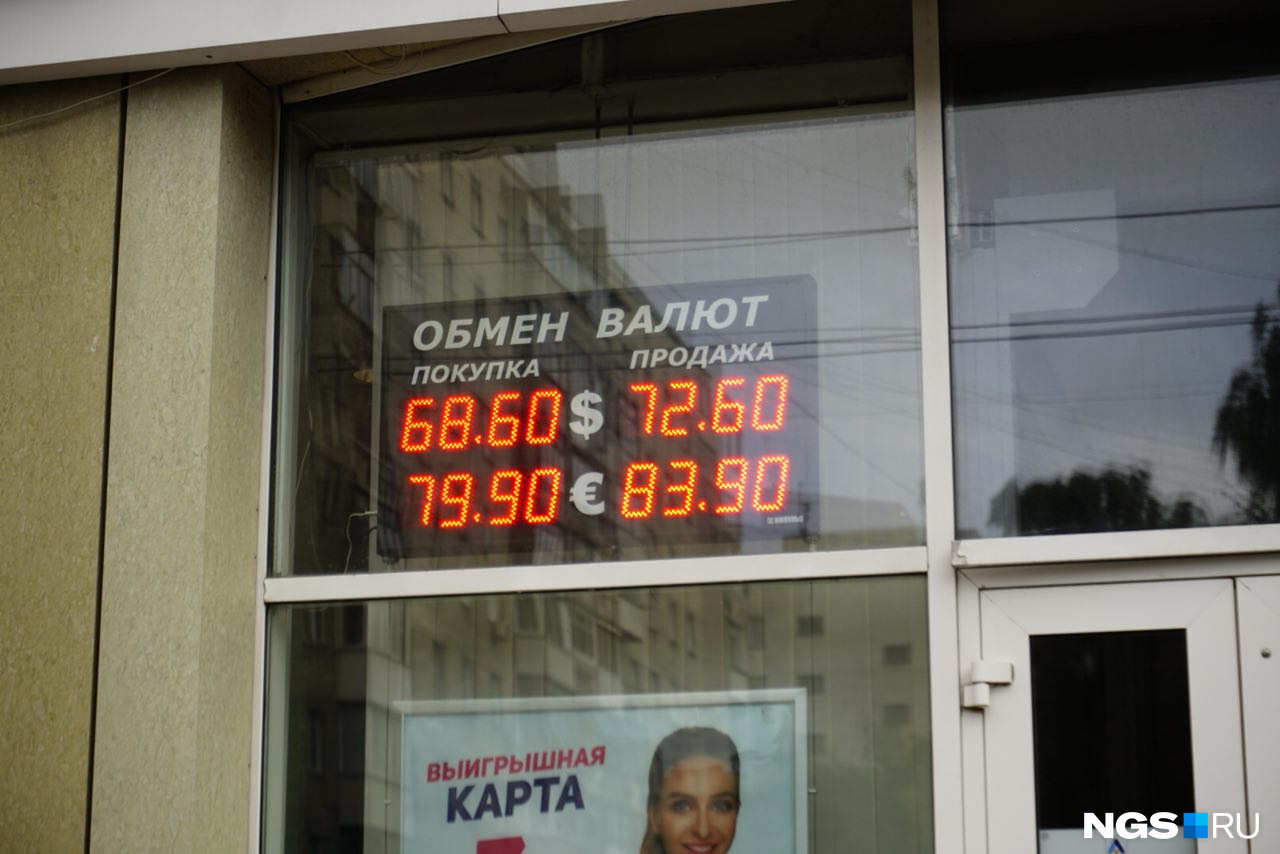 ОБМЕН ВАЛЮТ
ПОКУПКА ПРОДАЖА
68.60 $ 72.60
79.90 € 83.90
ВЫИГРЫШНАЯ
КАРТА
NGS RU